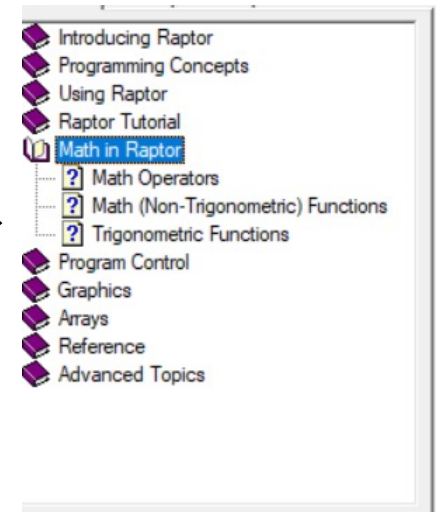 Introducing Raptor
Programming Concepts
Using Raptor
Raptor Tutorial
Math in Raptor
Math Operators
Math (Non-Trigonometric) Functions
Trigonometric Functions
Program Control
Graphics
Arrays
Reference
Advanced Topics